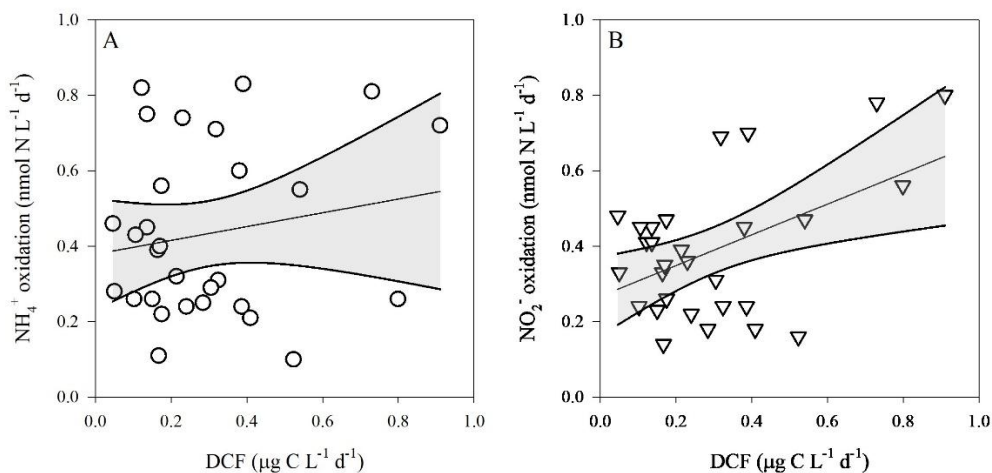 A
NH₄⁺ oxidation (nmol N L⁻¹ d⁻¹)
1.0
0.8
0.6
0.4
0.2
0.0
0.0 0.2 0.4 0.6 0.8 1.0
DCF (μg C L⁻¹ d⁻¹)
B
NO₂⁻ oxidation (nmol N L⁻¹ d⁻¹)
1.0
0.8
0.6
0.4
0.2
0.0
0.0 0.2 0.4 0.6 0.8 1.0
DCF (μg C L⁻¹ d⁻¹)